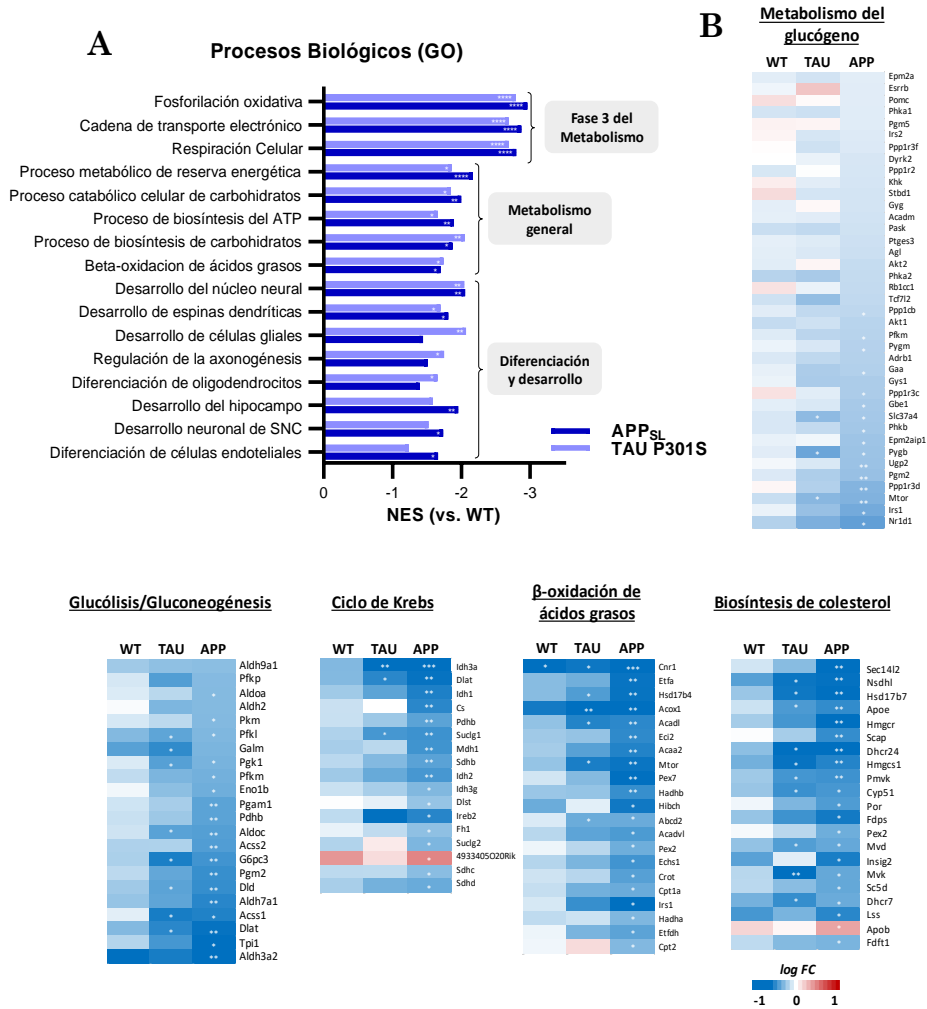 A
Procesos Biológicos (GO)
Fosforilación oxidativa
****
****
Cadena de transporte electrónico
****
****
Respiración Celular
****
****
Proceso metabólico de reserva energética
*
****
Proceso catabólico celular de carbohidratos
*
**
Proceso de biosíntesis del ATP
*
**
Proceso de biosíntesis de carbohidratos
**
*
Beta-oxidacion de ácidos grasos
*
*
Desarrollo del núcleo neural
**
**
Desarrollo de espinas dendríticas
*
*
Desarrollo de células gliales
**
Regulación de la axonogénesis
*
Diferenciación de oligodendrocitos
*
Desarrollo del hipocampo
**
Desarrollo neuronal de SNC
*
Diferenciación de células endoteliales
*
Fase 3 del
Metabolismo
Metabolismo
general
Diferenciación
y desarrollo
APPSL
TAU P301S
0 -1 -2 -3
NES (vs. WT)
B
Metabolismo del
glucógeno
WT TAU APP
Epm2a
Esrrb
Pomc
Phka1
Pgm5
Irs2
Ppp1r3f
Dyrk2
Ppp1r2
Khk
Stbd1
Gyg
Acadm
Pask
Ptges3
Agl
Akt2
Phka2
Rb1cc1
Tcf7l2
* Ppp1cb
Akt1
* Pfkm
* Pygm
Adrb1
* Gaa
Gys1
* Ppp1r3c
* Gbe1
* * Slc37a4
* Phkb
* Epm2aip1
* * Pygb
** Ugp2
** Pgm2
** Ppp1r3d
* ** Mtor
* Irs1
* Nr1d1
Glucólisis/Gluconeogénesis
WT TAU APP
Aldh9a1
Pfkp
* Aldoa
Aldh2
* Pkm
* * Pfkl
Galm
* * Pgk1
* Pfkm
* Eno1b
** Pgam1
** Pdhb
* ** Aldoc
** Acss2
* ** G6pc3
** Pgm2
* ** Dld
** Aldh7a1
* * Acss1
* ** Dlat
* Tpi1
** Aldh3a2
Ciclo de Krebs
WT TAU APP
** *** Idh3a
* ** Dlat
** Idh1
** Cs
** Pdhb
* ** Suclg1
** Mdh1
** Sdhb
** Idh2
* Idh3g
* Dlst
* Ireb2
* Fh1
* Suclg2
* 4933405O20Rik
* Sdhc
* Sdhd
β-oxidación de
ácidos grasos
WT TAU APP
* * *** Cnr1
** Etfa
* ** Hsd17b4
** ** Acox1
* ** Acadl
** Eci2
** Acaa2
* ** Mtor
** Pex7
** Hadhb
* Hibch
* * Abcd2
* Acadvl
* Pex2
* Echs1
* Crot
* Cpt1a
* Irs1
* Hadha
* Etfdh
* Cpt2
Biosíntesis de colesterol
WT TAU APP
** Sec14l2
* ** Nsdhl
* ** Hsd17b7
* ** Apoe
** Hmgcr
** Scap
* ** Dhcr24
* ** Hmgcs1
* ** Pmvk
* * Cyp51
* Por
* Fdps
* Pex2
* * Mvd
* Insig2
** * Mvk
* Sc5d
* * Dhcr7
* Lss
* Apob
* Fdft1
log FC
-1 0 1